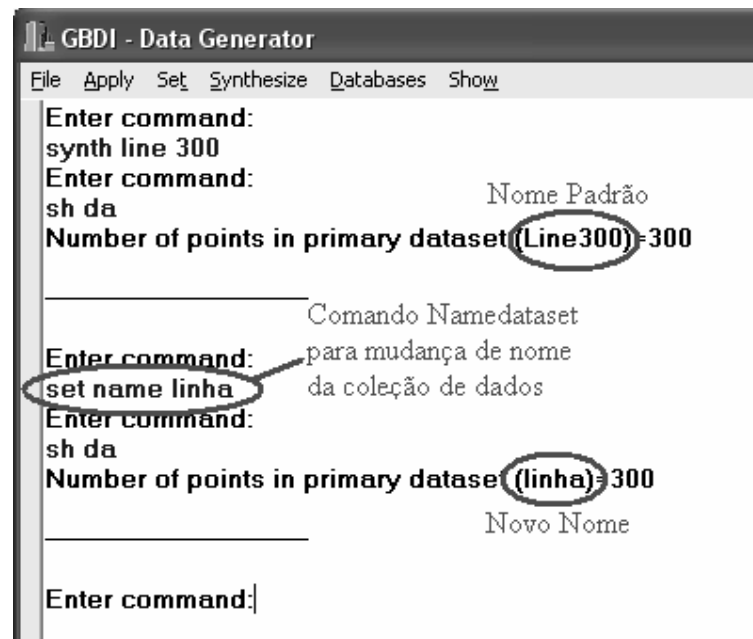 GBDI - Data Generator
File Apply Set Synthesize Databases Show
Enter command:
synth line 300
Enter command:
Nome Padrão
sh da
Number of points in primary dataset (Line300)=300
Comando Namedataset
para mudança de nome
da coleção de dados
Enter command:
set name linha
Enter command:
sh da
Number of points in primary dataset (linha)=300
Novo Nome
Enter command: